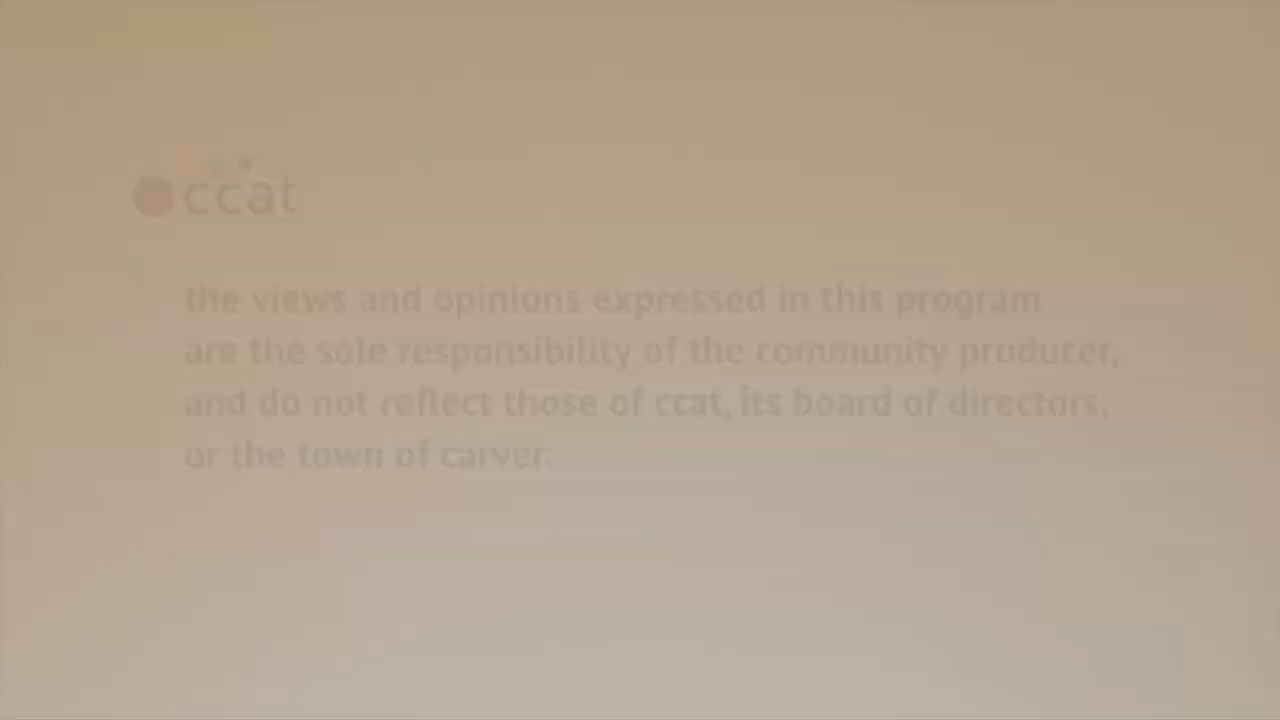 ccat
the views and opinions expressed in this program
are the sole responsibility of the community producer,
and do not reflect those of ccat, its board of directors,
or the town of carver.